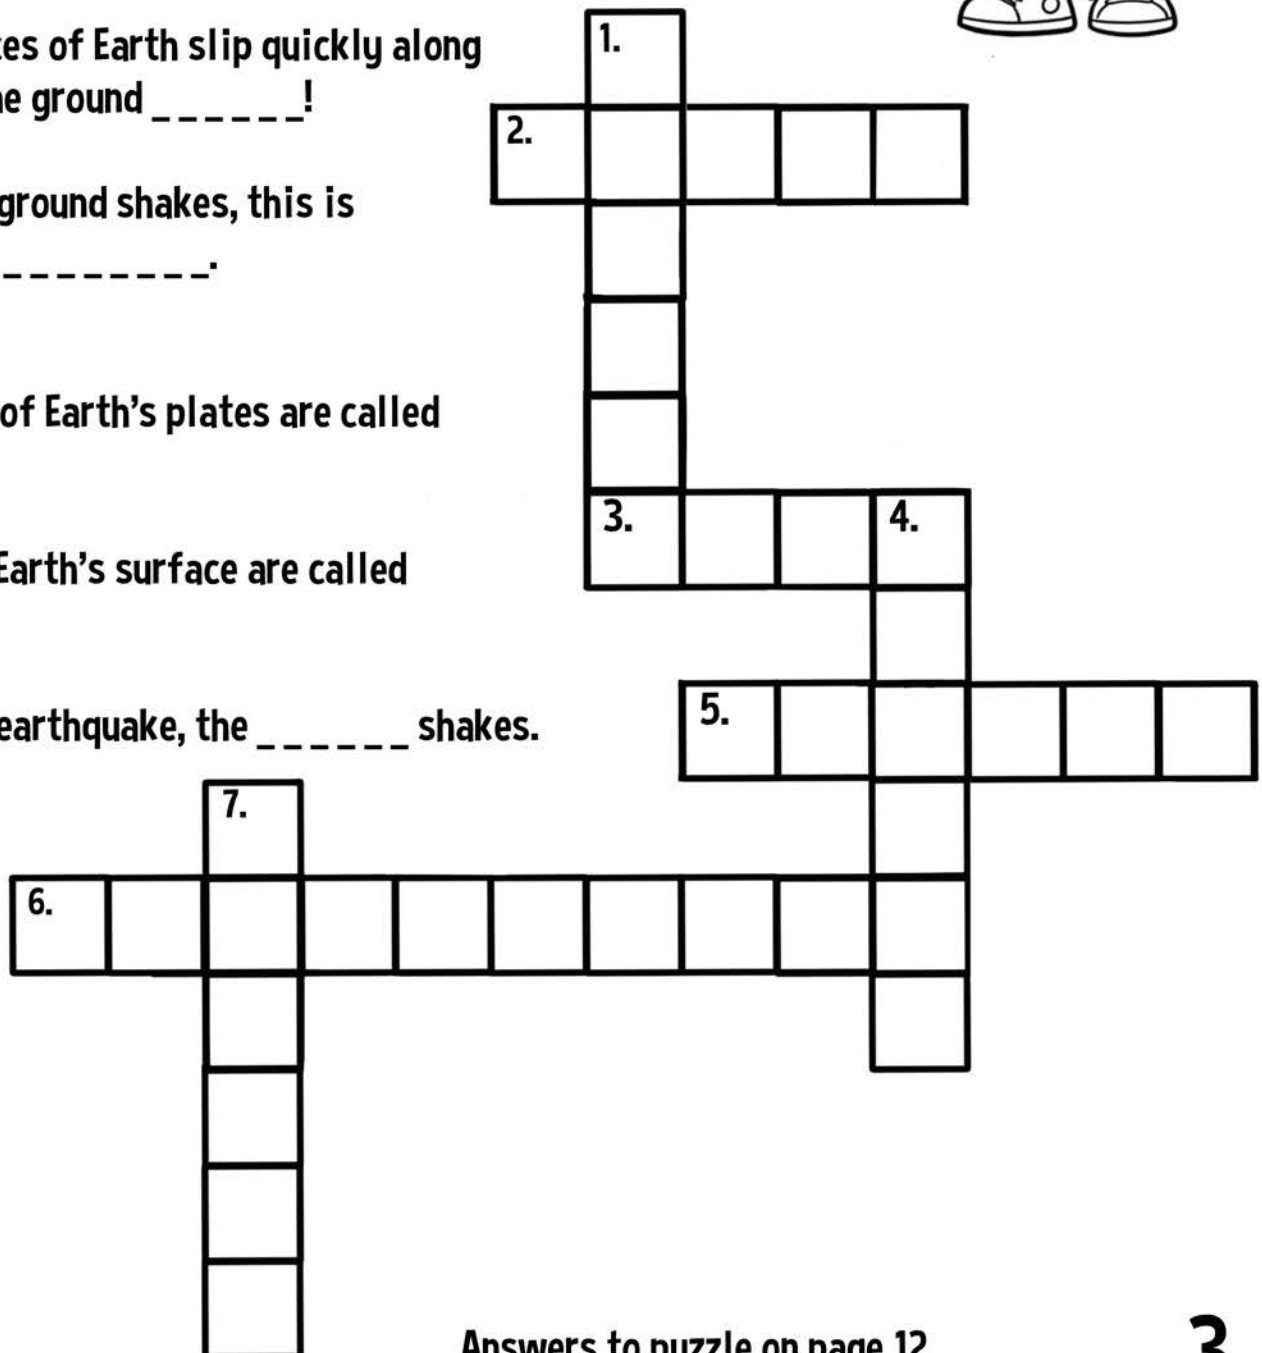 ces of Earth slip quickly along
e ground ______!
ground shakes, this is
________.
of Earth's plates are called
Earth's surface are called
earthquake, the ______ shakes.
1.
2.
3. 4.
5.
7.
6.
Answers to puzzle on page 12
3